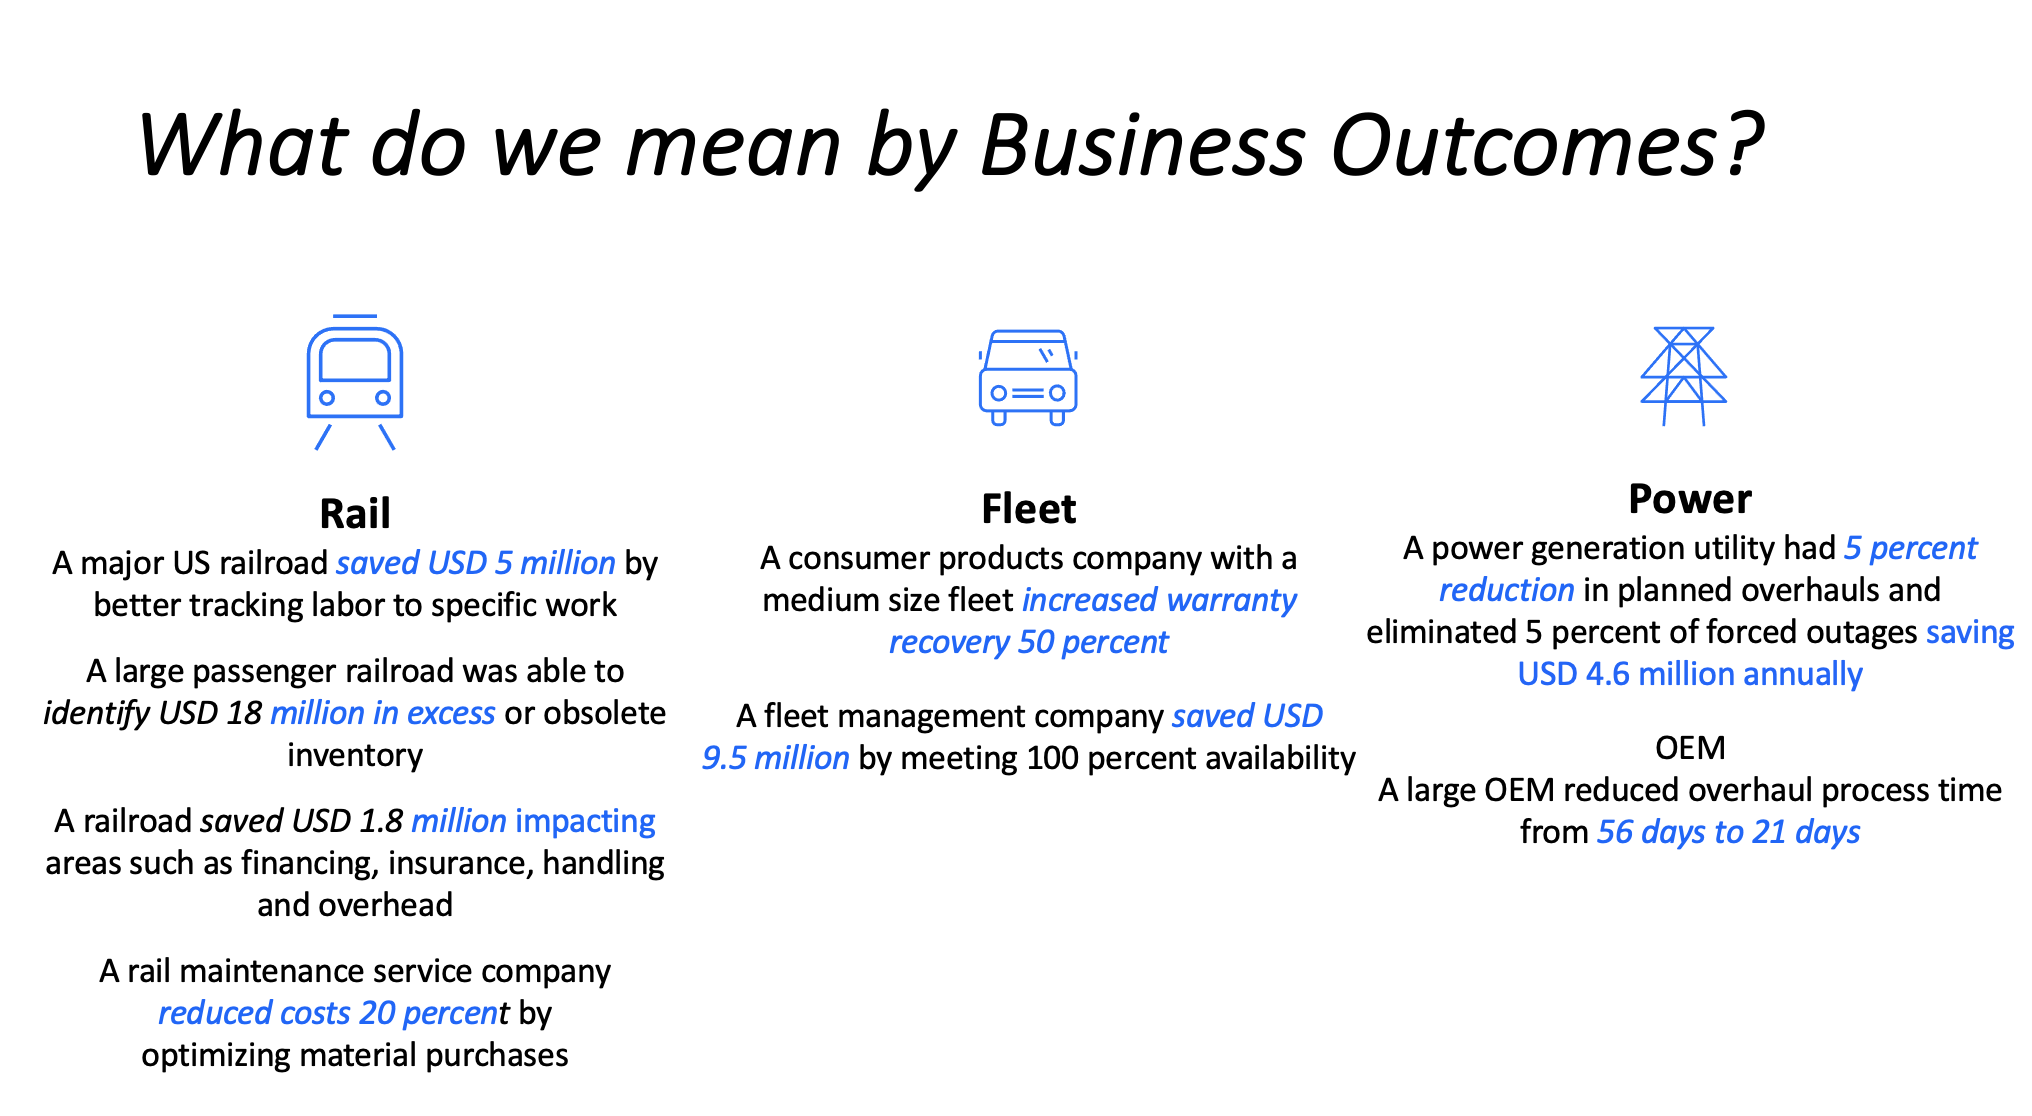 What do we mean by Business Outcomes?
Rail
A major US railroad saved USD 5 million by
better tracking labor to specific work
A large passenger railroad was able to
identify USD 18 million in excess or obsolete
inventory
A railroad saved USD 1.8 million impacting
areas such as financing, insurance, handling
and overhead
A rail maintenance service company
reduced costs 20 percent by
optimizing material purchases
Fleet
A consumer products company with a
medium size fleet increased warranty
recovery 50 percent
A fleet management company saved USD
9.5 million by meeting 100 percent availability
Power
A power generation utility had 5 percent
reduction in planned overhauls and
eliminated 5 percent of forced outages saving
USD 4.6 million annually
OEM
A large OEM reduced overhaul process time
from 56 days to 21 days